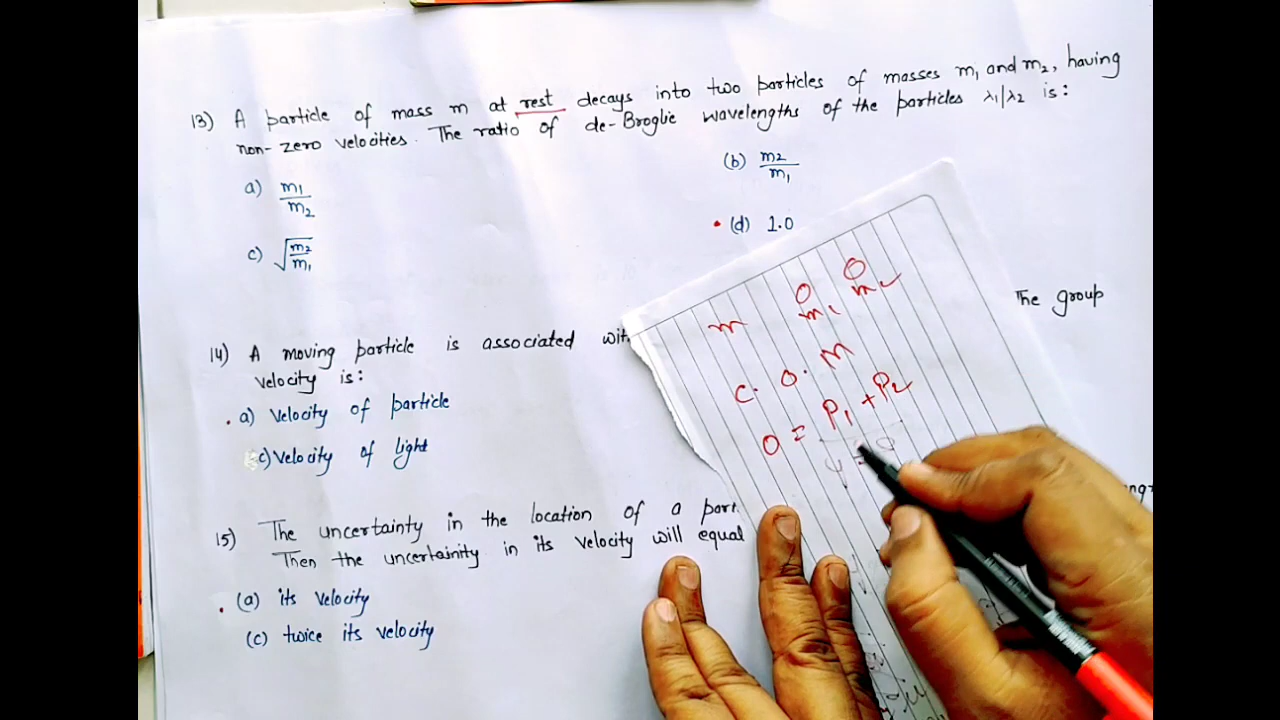 13) A particle of mass m at rest decays into two particles of masses m₁ and m₂, having
non-zero velocities. The ratio of de-Broglie wavelengths of the particles λ₁/λ₂ is:
a) m₁/m₂
(b) m₂/m₁
c) √(m₂/m₁)
(d) 1.0
14) A moving particle is associated with
The group
velocity is:
a) velocity of particle
c) Velocity of light
15) The uncertainty in the location of a part
Then the uncertainity in its velocity will equal
(a) its velocity
(c) twice its velocity
m m₁ m₂
C. O. M
0 = P₁ + P₂